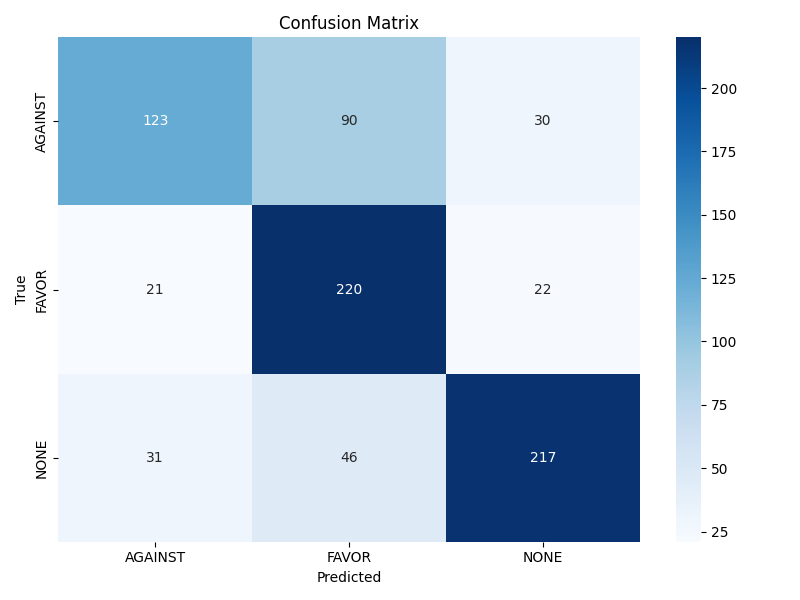 Confusion Matrix
AGAINST
123
90
30
FAVOR
21
220
22
NONE
31
46
217
True
AGAINST
FAVOR
NONE
Predicted
200
175
150
125
100
75
50
25